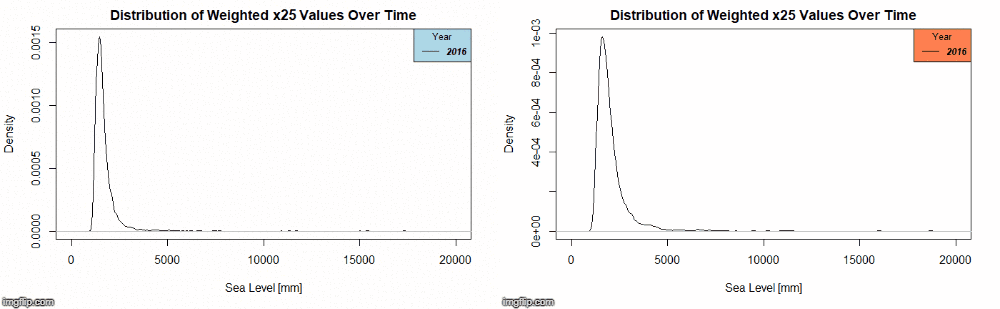 Distribution of Weighted x25 Values Over Time
Year
2016
Density
0.0015
0.0010
0.0005
0.0000
0
5000
10000
15000
20000
Sea Level [mm]
imgflip.com
Distribution of Weighted x25 Values Over Time
Year
2016
Density
1e-03
8e-04
6e-04
4e-04
0e+00
0
5000
10000
15000
20000
Sea Level [mm]
imgflip.com